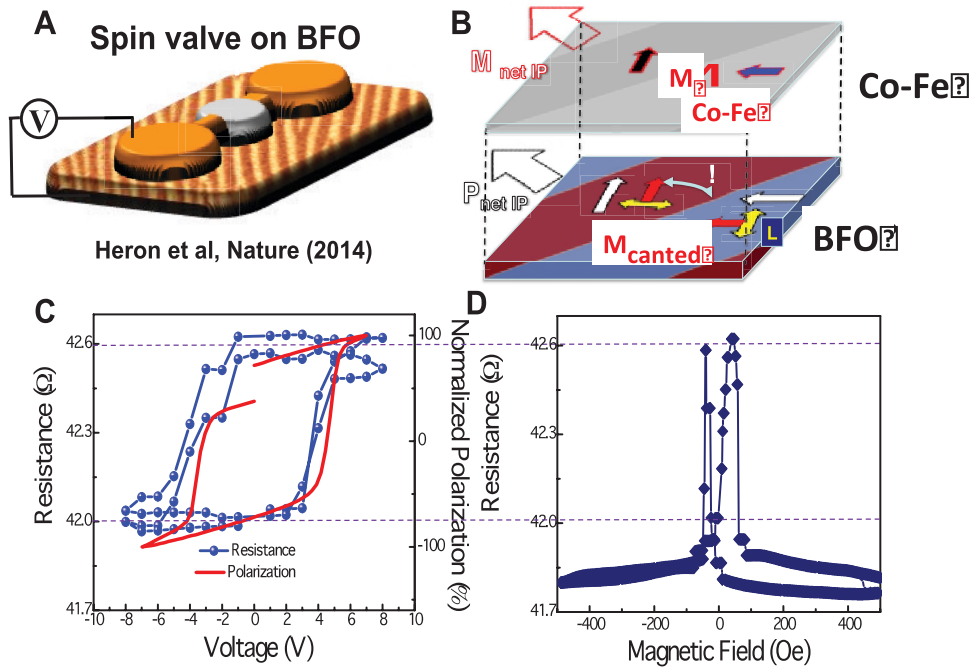 A
Spin valve on BFO
V
Heron et al, Nature (2014)
B
M net IP
M
Co-Fe
Co-Fe
P net IP
!
M canted
L
BFO
C
42.6
42.3
42.0
41.7
Resistance (Ω)
-10 -8 -6 -4 -2 0 2 4 6 8 10
Voltage (V)
100
0
-100
Normalized Polarization (%)
Resistance
Polarization
D
42.6
42.3
42.0
41.7
Resistance (Ω)
-400 -200 0 200 400
Magnetic Field (Oe)